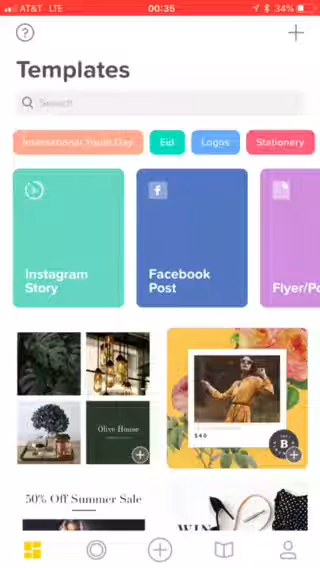 AT&T LTE 00:35 34%
Templates
Search
International Youth Day Eid Logos Stationery
Instagram Story
Facebook Post
Flyer/Po
Olive House
$40
B
50% Off Summer Sale
WIN